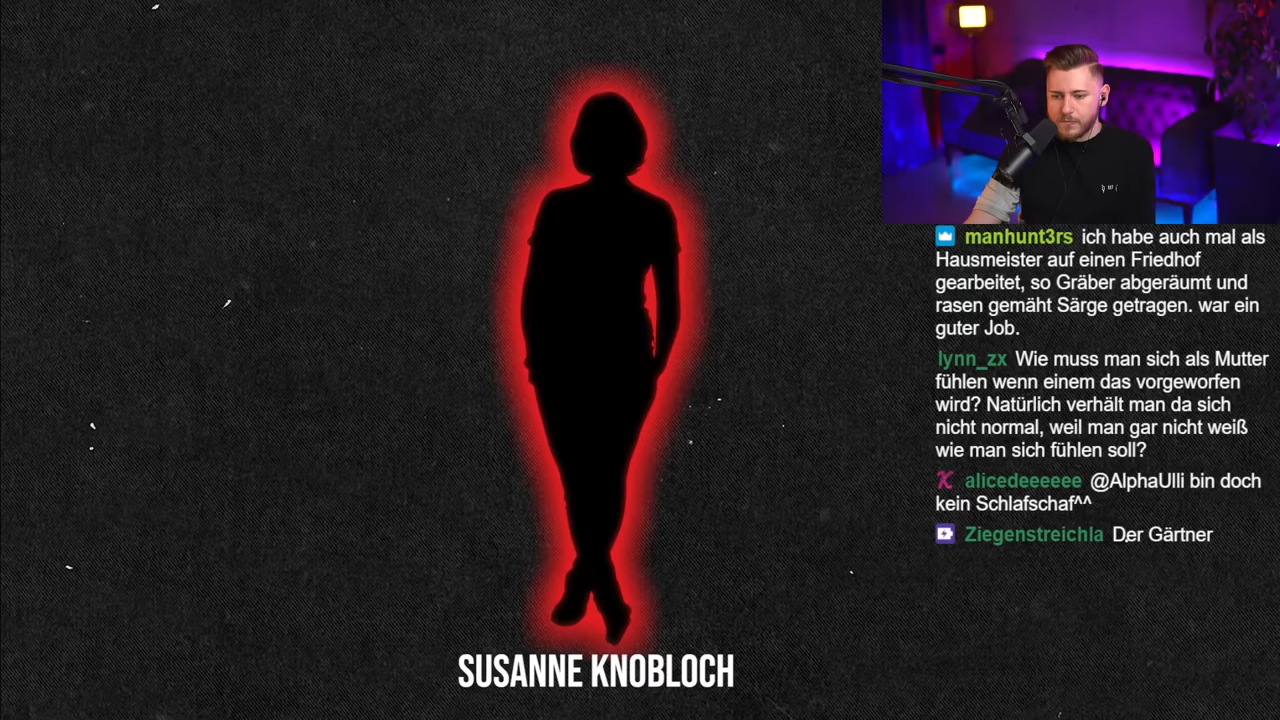 SUSANNE KNOBLOCH
manhunt3rs ich habe auch mal als
Hausmeister auf einen Friedhof
gearbeitet, so Gräber abgeräumt und
rasen gemäht Särge getragen. war ein
guter Job.
lynn_zx Wie muss man sich als Mutter
fühlen wenn einem das vorgeworfen
wird? Natürlich verhält man da sich
nicht normal, weil man gar nicht weiß
wie man sich fühlen soll?
alicedeeeeee @AlphaUlli bin doch
kein Schlafschaf^^
Ziegenstreichla Der Gärtner